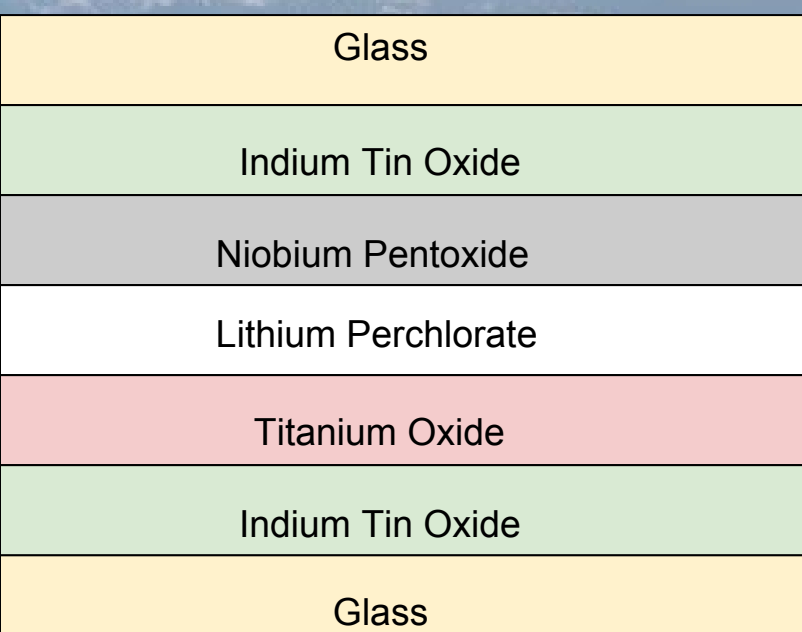 Glass
Indium Tin Oxide
Niobium Pentoxide
Lithium Perchlorate
Titanium Oxide
Indium Tin Oxide
Glass